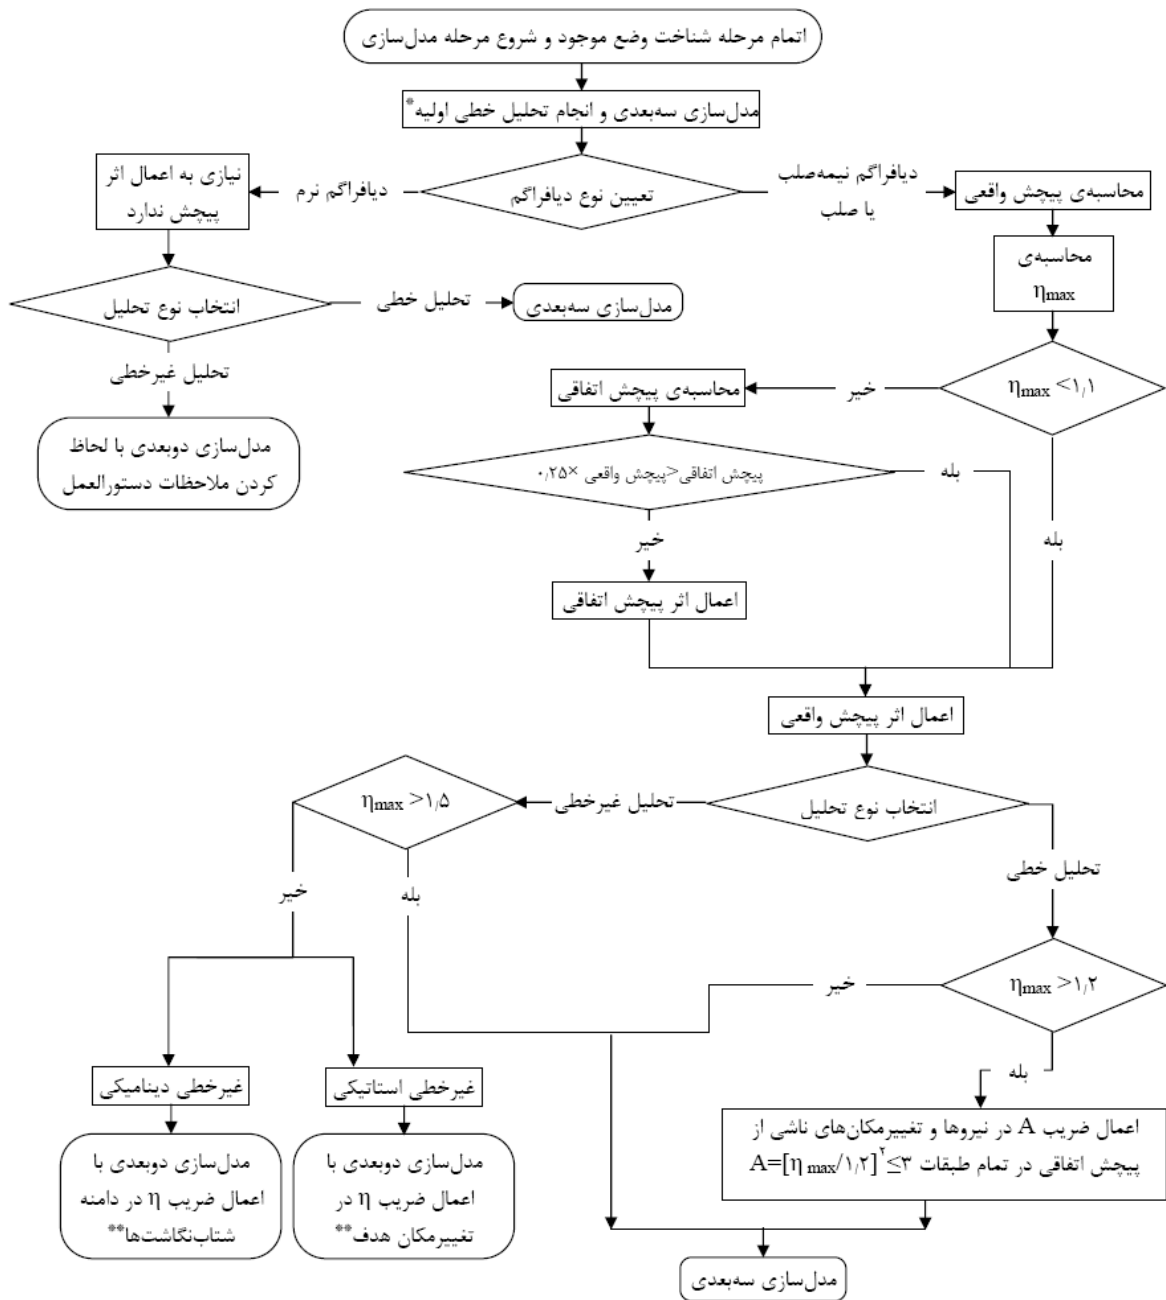 اتمام مرحله شناخت وضع موجود و شروع مرحله مدل‌سازی
مدل‌سازی سه‌بعدی و انجام تحلیل خطی اولیه*
تعیین نوع دیافراگم
دیافراگم نیمه‌صلب
یا صلب
محاسبه‌ی پیچش واقعی
محاسبه‌ی
ηmax
ηmax <۱٫۱
دیافراگم نرم
نیازی به اعمال اثر
پیچش ندارد
انتخاب نوع تحلیل
تحلیل خطی
مدل‌سازی سه‌بعدی
تحلیل غیرخطی
مدل‌سازی دوبعدی با لحاظ
کردن ملاحظات دستورالعمل
خیر
محاسبه‌ی پیچش اتفاقی
پیچش اتفاقی<پیچش واقعی ×۰٫۲۵
بله
بله
خیر
اعمال اثر پیچش اتفاقی
اعمال اثر پیچش واقعی
انتخاب نوع تحلیل
تحلیل غیرخطی
ηmax >۱٫۵
تحلیل خطی
خیر
بله
ηmax >۱٫۲
خیر
بله
غیرخطی استاتیکی
غیرخطی دینامیکی
مدل‌سازی دوبعدی با
اعمال ضریب η در
تغییرمکان هدف**
مدل‌سازی دوبعدی با
اعمال ضریب η در دامنه
شتاب‌نگاشت‌ها**
اعمال ضریب A در نیروها و تغییرمکان‌های ناشی از
پیچش اتفاقی در تمام طبقات A=[η max/۱٫۲]۲≤۳
مدل‌سازی سه‌بعدی